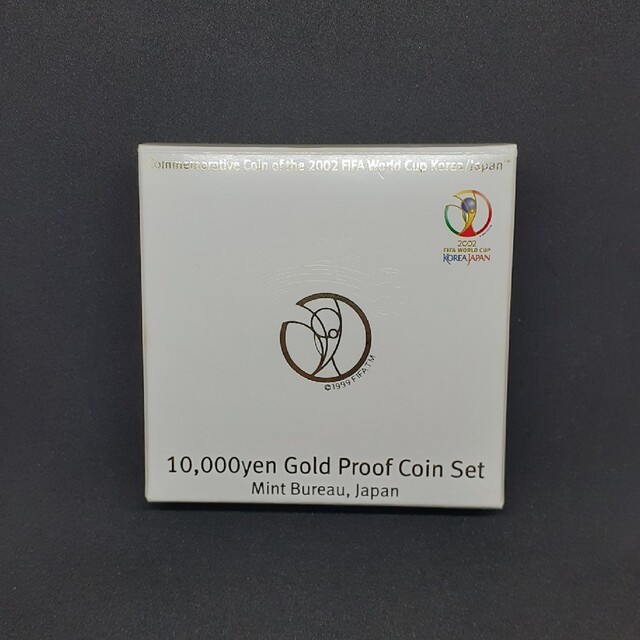 Commemorative Coin of the 2002 FIFA World Cup Korea/Japan™
2002
FIFA WORLD CUP
KOREA JAPAN
©1999 FIFA TM
10,000yen Gold Proof Coin Set
Mint Bureau, Japan